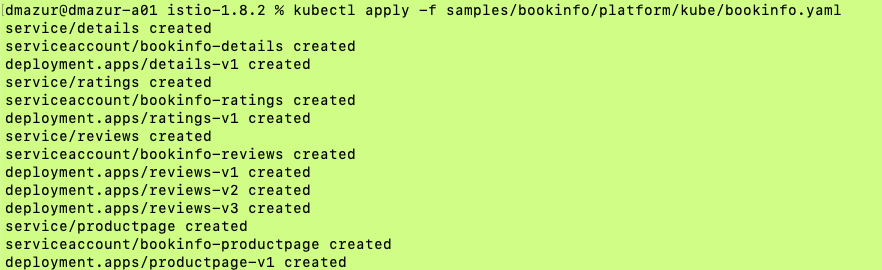 dmazur@dmazur-a01 istio-1.8.2 % kubectl apply -f samples/bookinfo/platform/kube/bookinfo.yaml
service/details created
serviceaccount/bookinfo-details created
deployment.apps/details-v1 created
service/ratings created
serviceaccount/bookinfo-ratings created
deployment.apps/ratings-v1 created
service/reviews created
serviceaccount/bookinfo-reviews created
deployment.apps/reviews-v1 created
deployment.apps/reviews-v2 created
deployment.apps/reviews-v3 created
service/productpage created
serviceaccount/bookinfo-productpage created
deployment.apps/productpage-v1 created